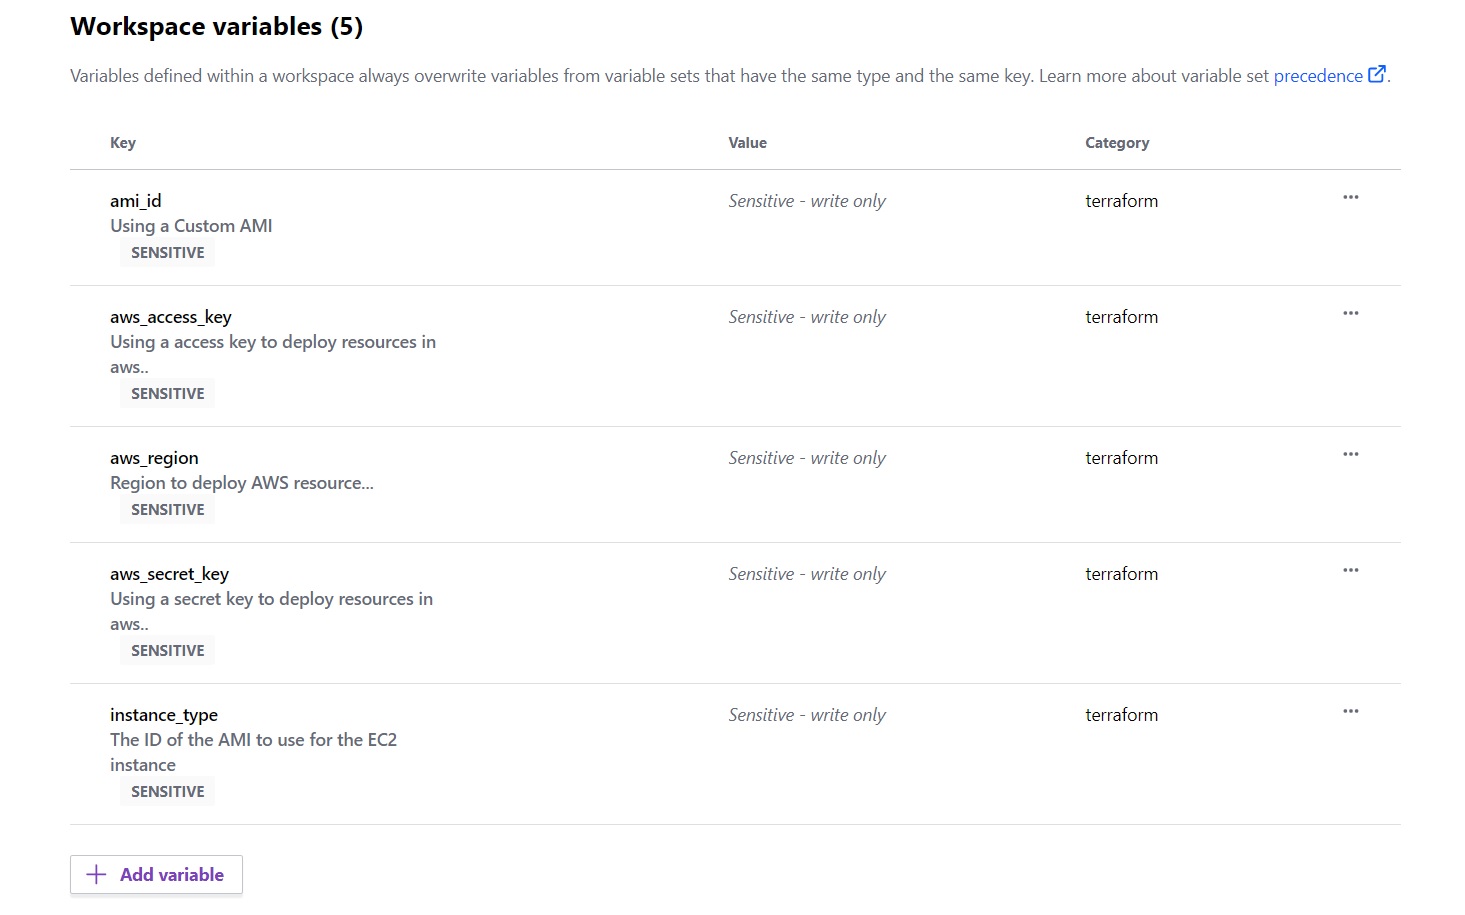 Workspace variables (5)
Variables defined within a workspace always overwrite variables from variable sets that have the same type and the same key. Learn more about variable set precedence.
Key Value Category
ami_id Sensitive - write only terraform
Using a Custom AMI
SENSITIVE
aws_access_key Sensitive - write only terraform
Using a access key to deploy resources in
aws..
SENSITIVE
aws_region Sensitive - write only terraform
Region to deploy AWS resource...
SENSITIVE
aws_secret_key Sensitive - write only terraform
Using a secret key to deploy resources in
aws..
SENSITIVE
instance_type Sensitive - write only terraform
The ID of the AMI to use for the EC2
instance
SENSITIVE
Add variable